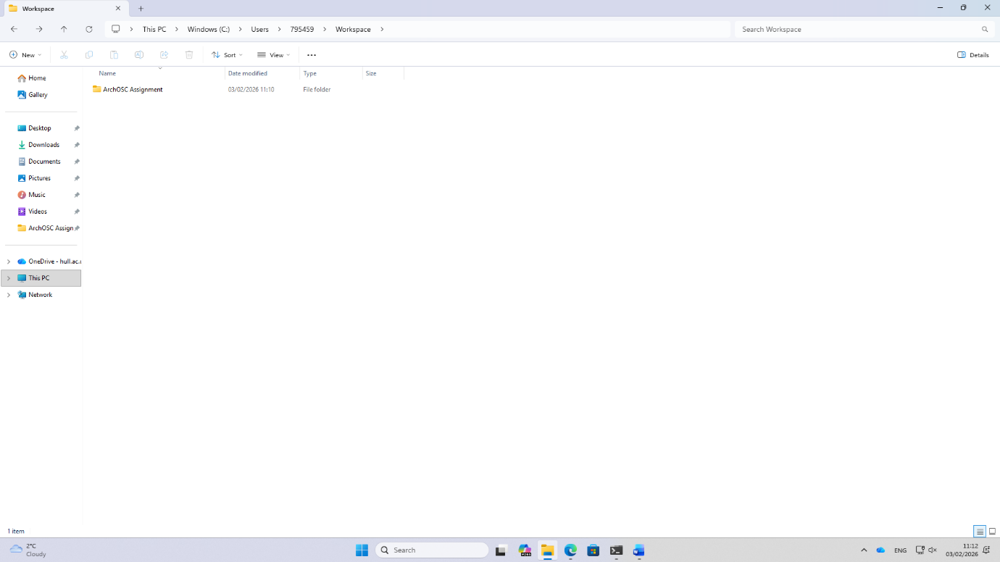 Workspace
This PC
Windows (C:)
Users
795459
Workspace
Search Workspace
New
Sort
View
Details
Name
Date modified
Type
Size
ArchOSC Assignment
03/02/2026 11:10
File folder
Home
Gallery
Desktop
Downloads
Documents
Pictures
Music
Videos
ArchOSC Assign
OneDrive - hull.ac.u
This PC
Network
1 item
2°C
Cloudy
Search
ENG
11:12
03/02/2026